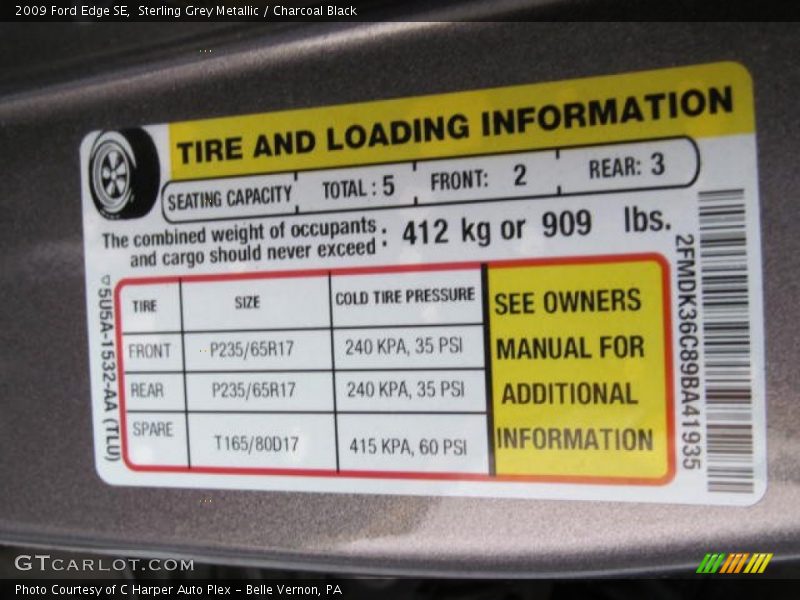 2009 Ford Edge SE,  Sterling Grey Metallic / Charcoal Black
TIRE AND LOADING INFORMATION
SEATING CAPACITY TOTAL : 5 FRONT: 2 REAR: 3
The combined weight of occupants
and cargo should never exceed : 412 kg or 909 lbs.
TIRE SIZE COLD TIRE PRESSURE
FRONT P235/65R17 240 KPA, 35 PSI
REAR P235/65R17 240 KPA, 35 PSI
SPARE T165/80D17 415 KPA, 60 PSI
SEE OWNERS
MANUAL FOR
ADDITIONAL
INFORMATION
5U5A-1532-AA (TLU)
2FMDK36C89BA41935
GTCARLOT.COM
Photo Courtesy of C Harper Auto Plex - Belle Vernon, PA